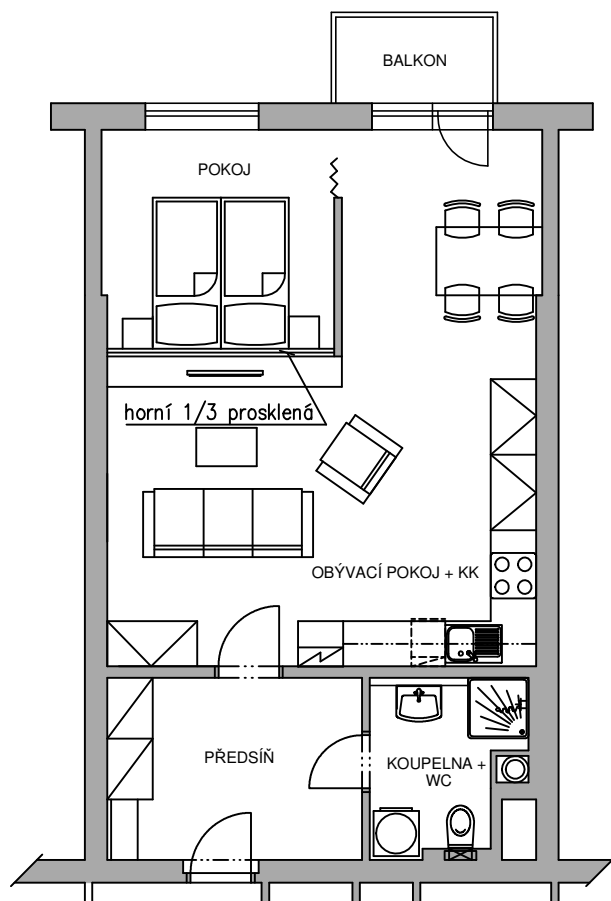 BALKON
POKOJ
horní 1/3 prosklená
OBÝVACÍ POKOJ + KK
PŘEDSÍŇ
KOUPELNA +
WC